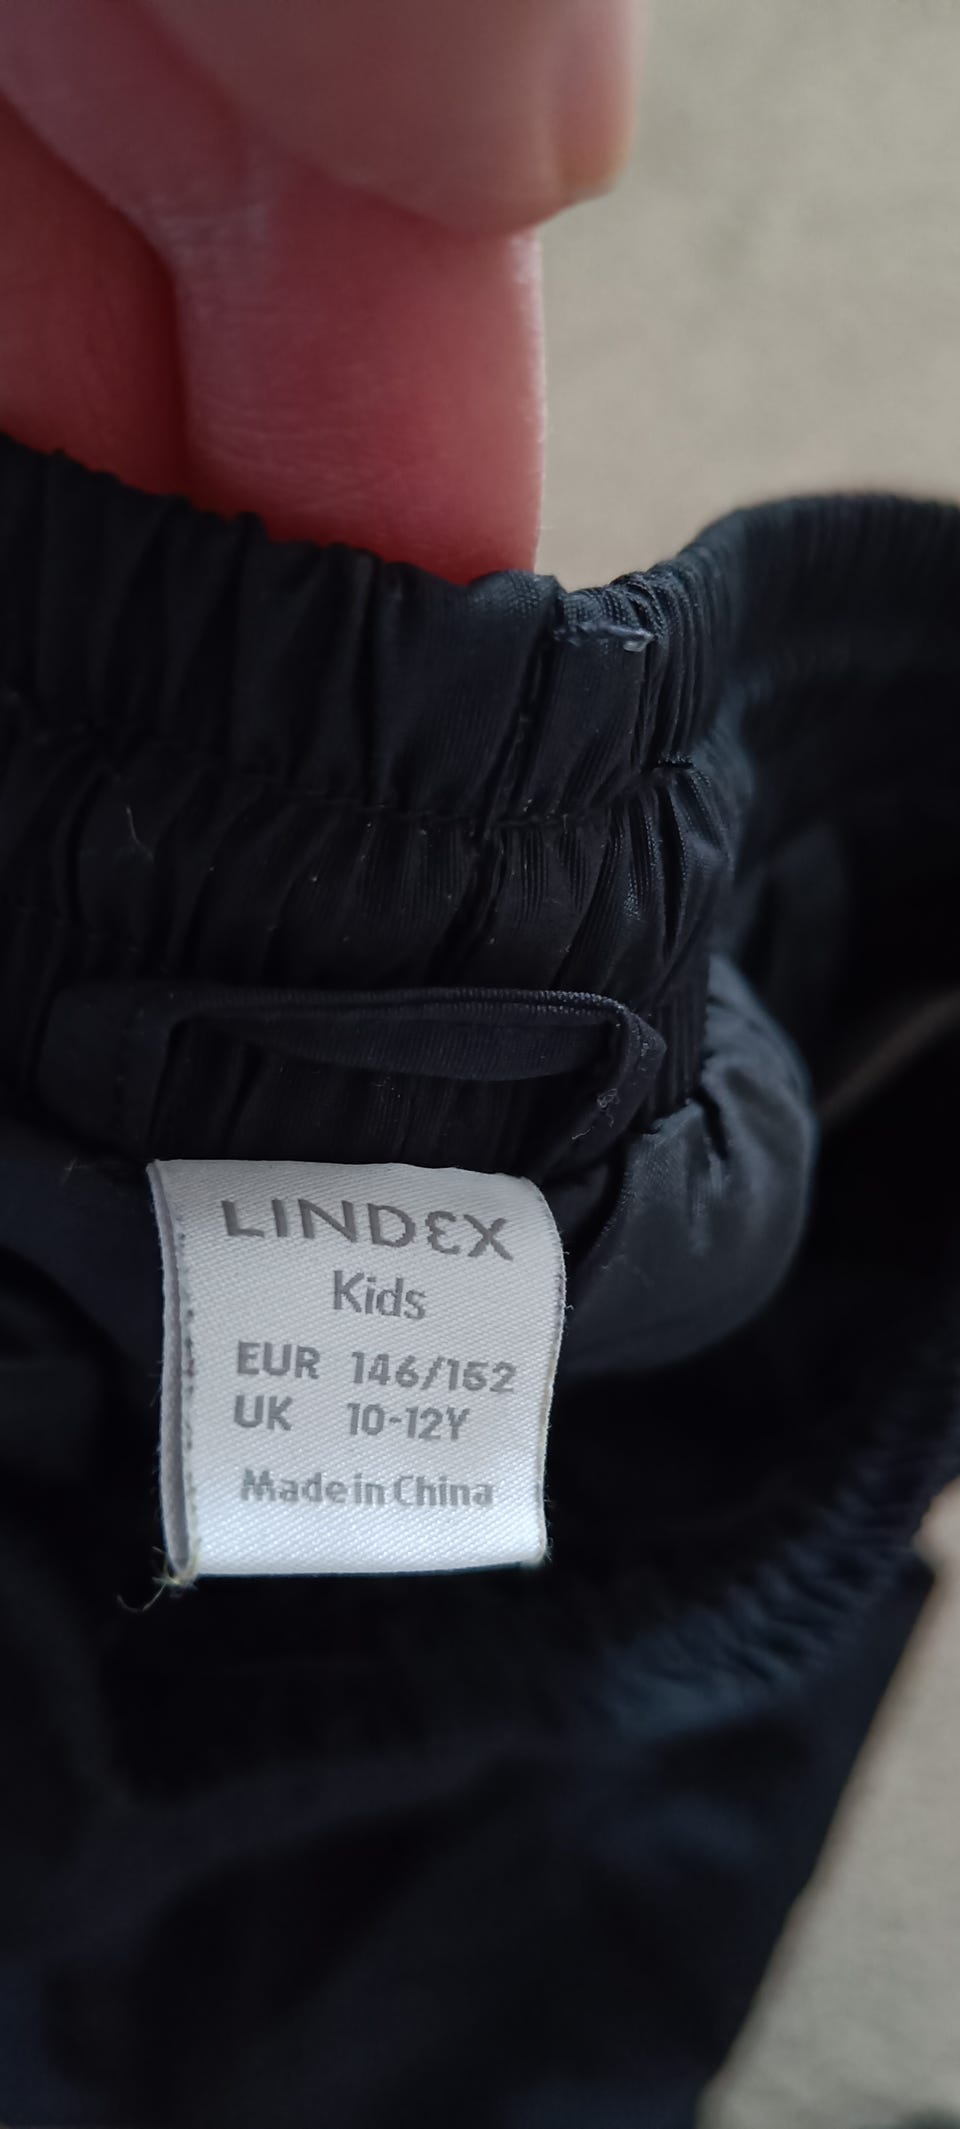 LINDEX
Kids
EUR 146/152
UK 10-12Y
Made in China